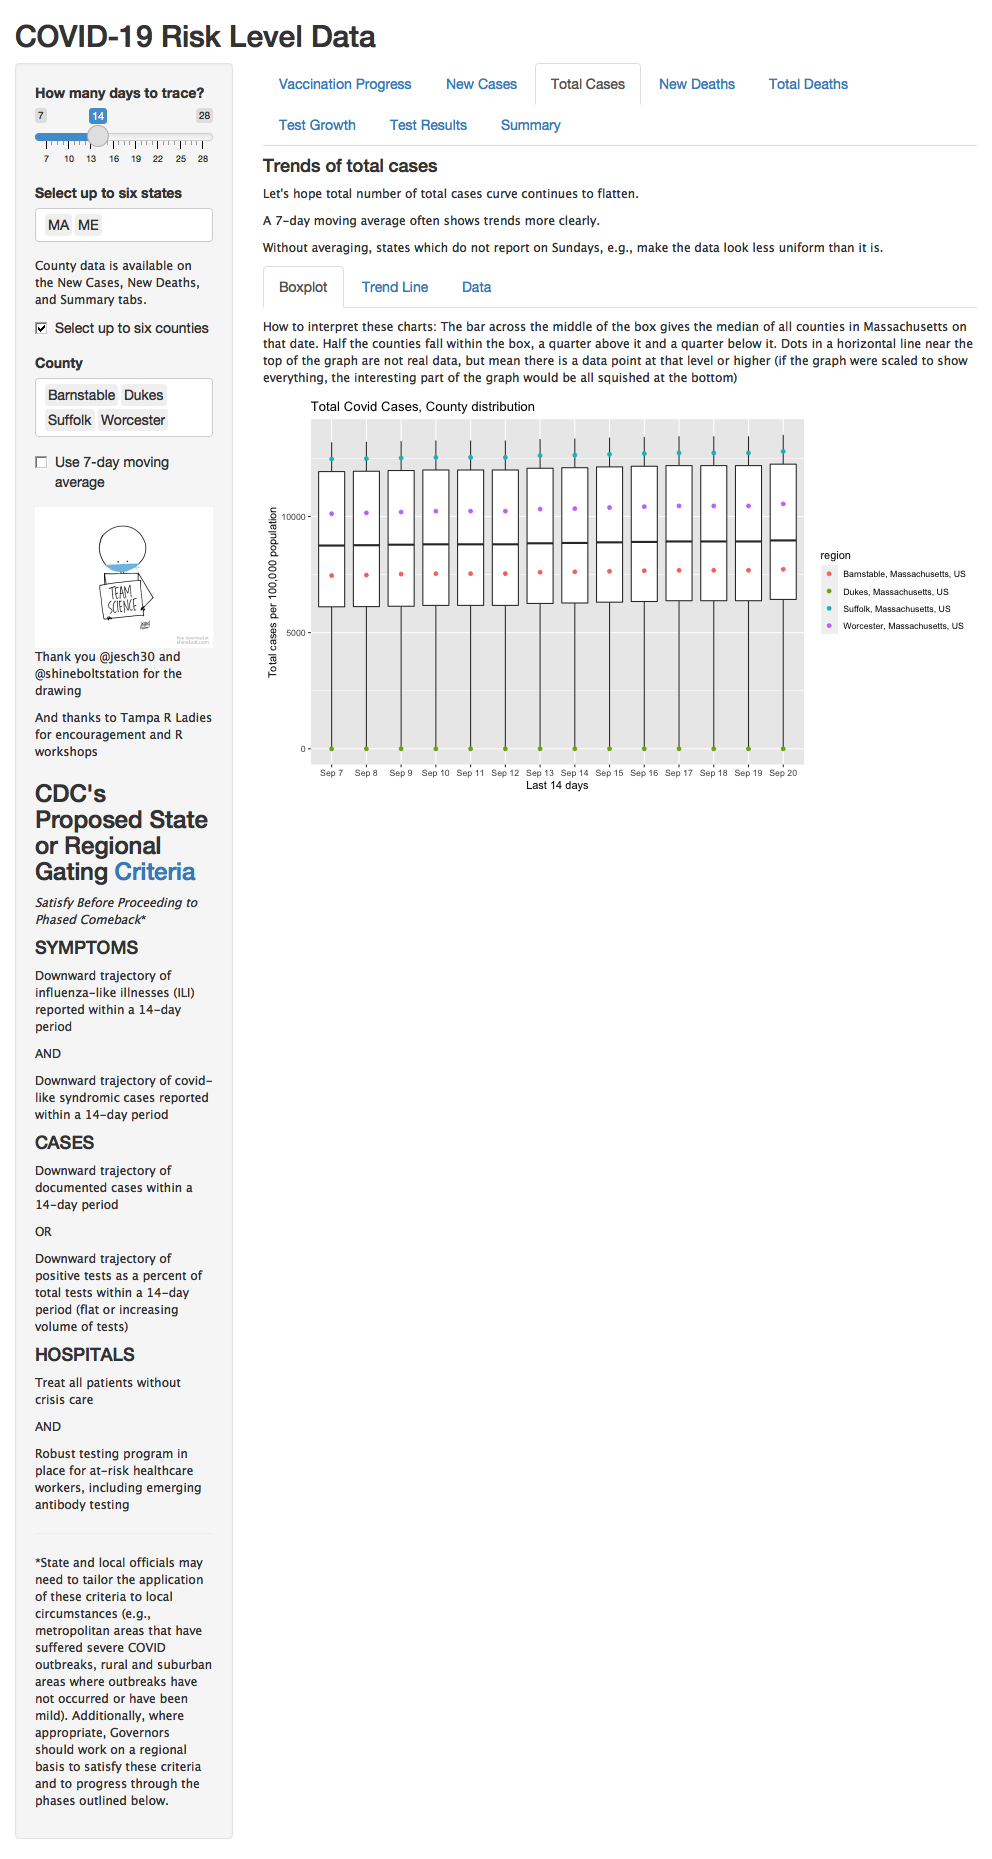 COVID-19 Risk Level Data
How many days to trace?
7 14 28
7 10 13 16 19 22 25 28
Select up to six states
MA ME
County data is available on
the New Cases, New Deaths,
and Summary tabs.
Select up to six counties
County
Barnstable Dukes
Suffolk Worcester
Use 7-day moving
average
TEAM
SCIENCE
Thank you @jesch30 and
@shineboltstation for the
drawing
And thanks to Tampa R Ladies
for encouragement and R
workshops
CDC's
Proposed State
or Regional
Gating Criteria
Satisfy Before Proceeding to
Phased Comeback*
SYMPTOMS
Downward trajectory of
influenza-like illnesses (ILI)
reported within a 14-day
period
AND
Downward trajectory of covid-
like syndromic cases reported
within a 14-day period
CASES
Downward trajectory of
documented cases within a
14-day period
OR
Downward trajectory of
positive tests as a percent of
total tests within a 14-day
period (flat or increasing
volume of tests)
HOSPITALS
Treat all patients without
crisis care
AND
Robust testing program in
place for at-risk healthcare
workers, including emerging
antibody testing
*State and local officials may
need to tailor the application
of these criteria to local
circumstances (e.g.,
metropolitan areas that have
suffered severe COVID
outbreaks, rural and suburban
areas where outbreaks have
not occurred or have been
mild). Additionally, where
appropriate, Governors
should work on a regional
basis to satisfy these criteria
and to progress through the
phases outlined below.
Vaccination Progress New Cases Total Cases New Deaths Total Deaths
Test Growth Test Results Summary
Trends of total cases
Let's hope total number of total cases curve continues to flatten.
A 7-day moving average often shows trends more clearly.
Without averaging, states which do not report on Sundays, e.g., make the data look less uniform than it is.
Boxplot Trend Line Data
How to interpret these charts: The bar across the middle of the box gives the median of all counties in Massachusetts on
that date. Half the counties fall within the box, a quarter above it and a quarter below it. Dots in a horizontal line near the
top of the graph are not real data, but mean there is a data point at that level or higher (if the graph were scaled to show
everything, the interesting part of the graph would be all squished at the bottom)
Total Covid Cases, County distribution
Total cases per 100,000 population
10000
5000
0
Sep 7 Sep 8 Sep 9 Sep 10 Sep 11 Sep 12 Sep 13 Sep 14 Sep 15 Sep 16 Sep 17 Sep 18 Sep 19 Sep 20
Last 14 days
region
Barnstable, Massachusetts, US
Dukes, Massachusetts, US
Suffolk, Massachusetts, US
Worcester, Massachusetts, US